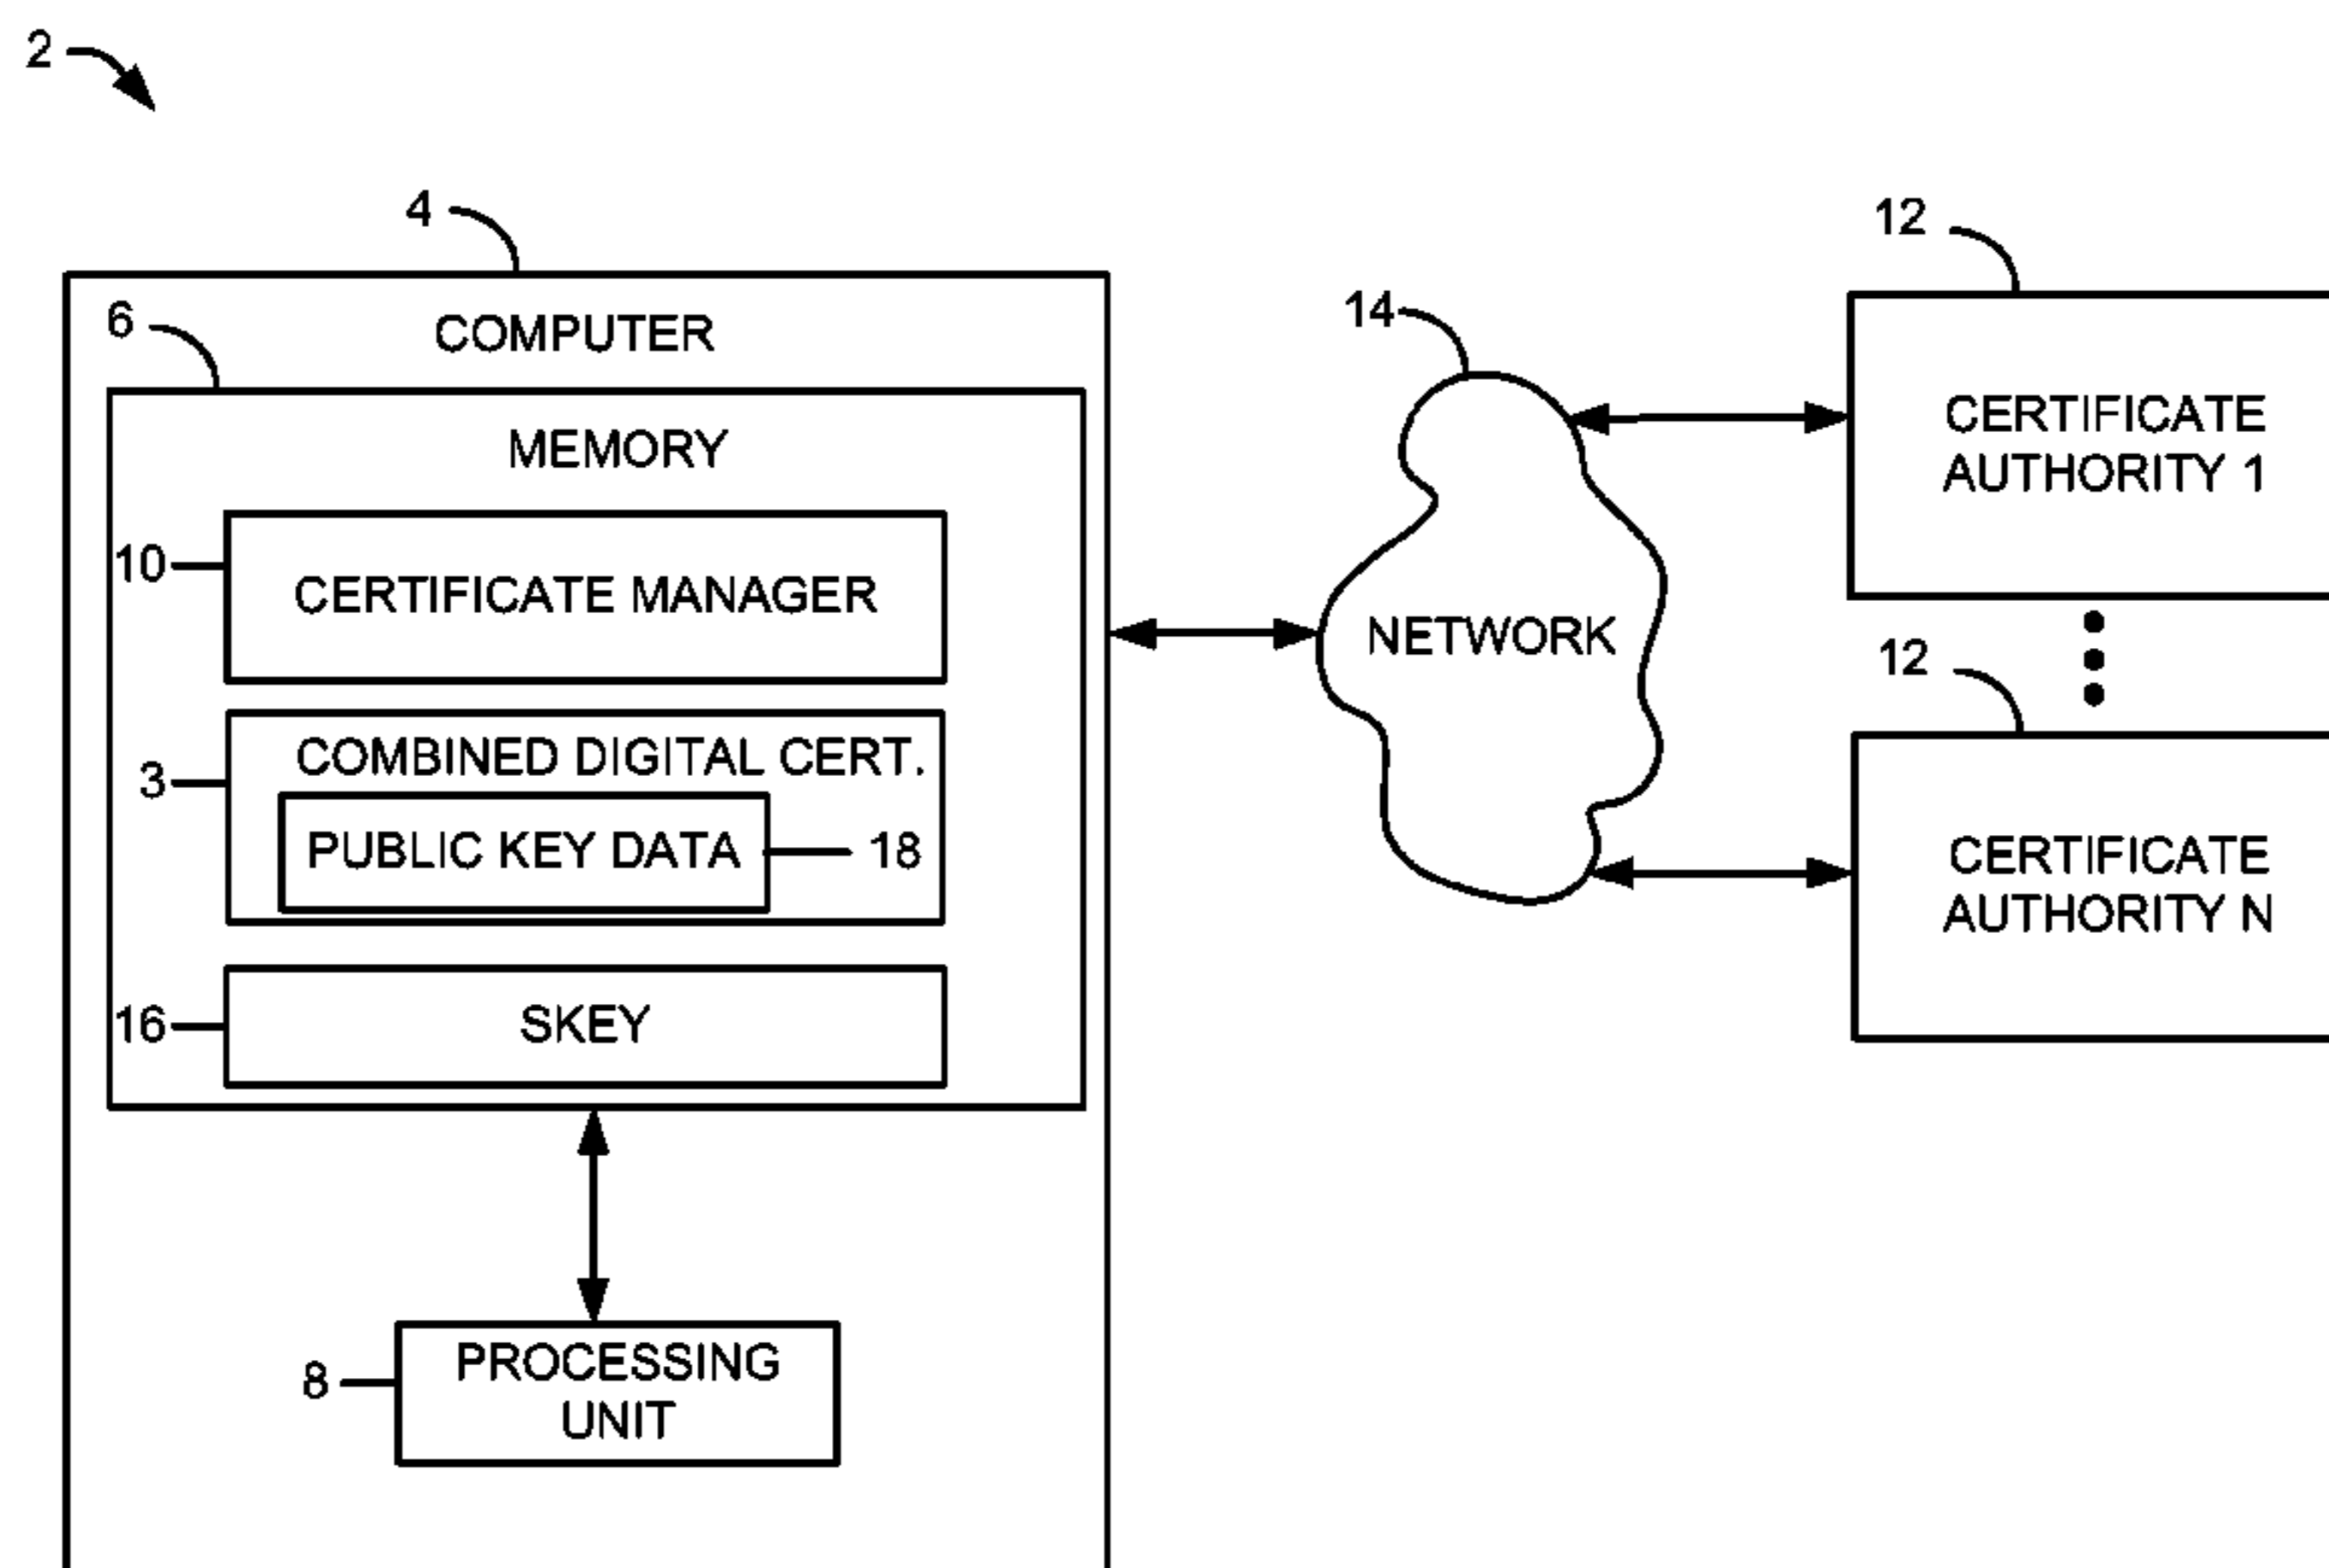 2
4
12
6
COMPUTER
14
MEMORY
CERTIFICATE
AUTHORITY 1
10
CERTIFICATE MANAGER
NETWORK
12
3
COMBINED DIGITAL CERT.
PUBLIC KEY DATA
18
CERTIFICATE
AUTHORITY N
16
SKEY
8
PROCESSING
UNIT